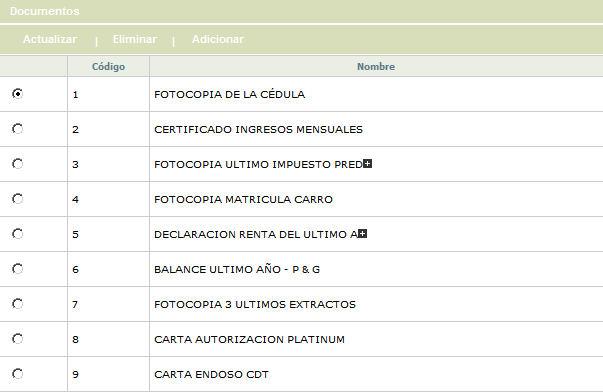 Documentos
Actualizar | Eliminar | Adicionar
Código Nombre
1 FOTOCOPIA DE LA CÉDULA
2 CERTIFICADO INGRESOS MENSUALES
3 FOTOCOPIA ULTIMO IMPUESTO PRED
4 FOTOCOPIA MATRICULA CARRO
5 DECLARACION RENTA DEL ULTIMO A
6 BALANCE ULTIMO AÑO - P & G
7 FOTOCOPIA 3 ULTIMOS EXTRACTOS
8 CARTA AUTORIZACION PLATINUM
9 CARTA ENDOSO CDT